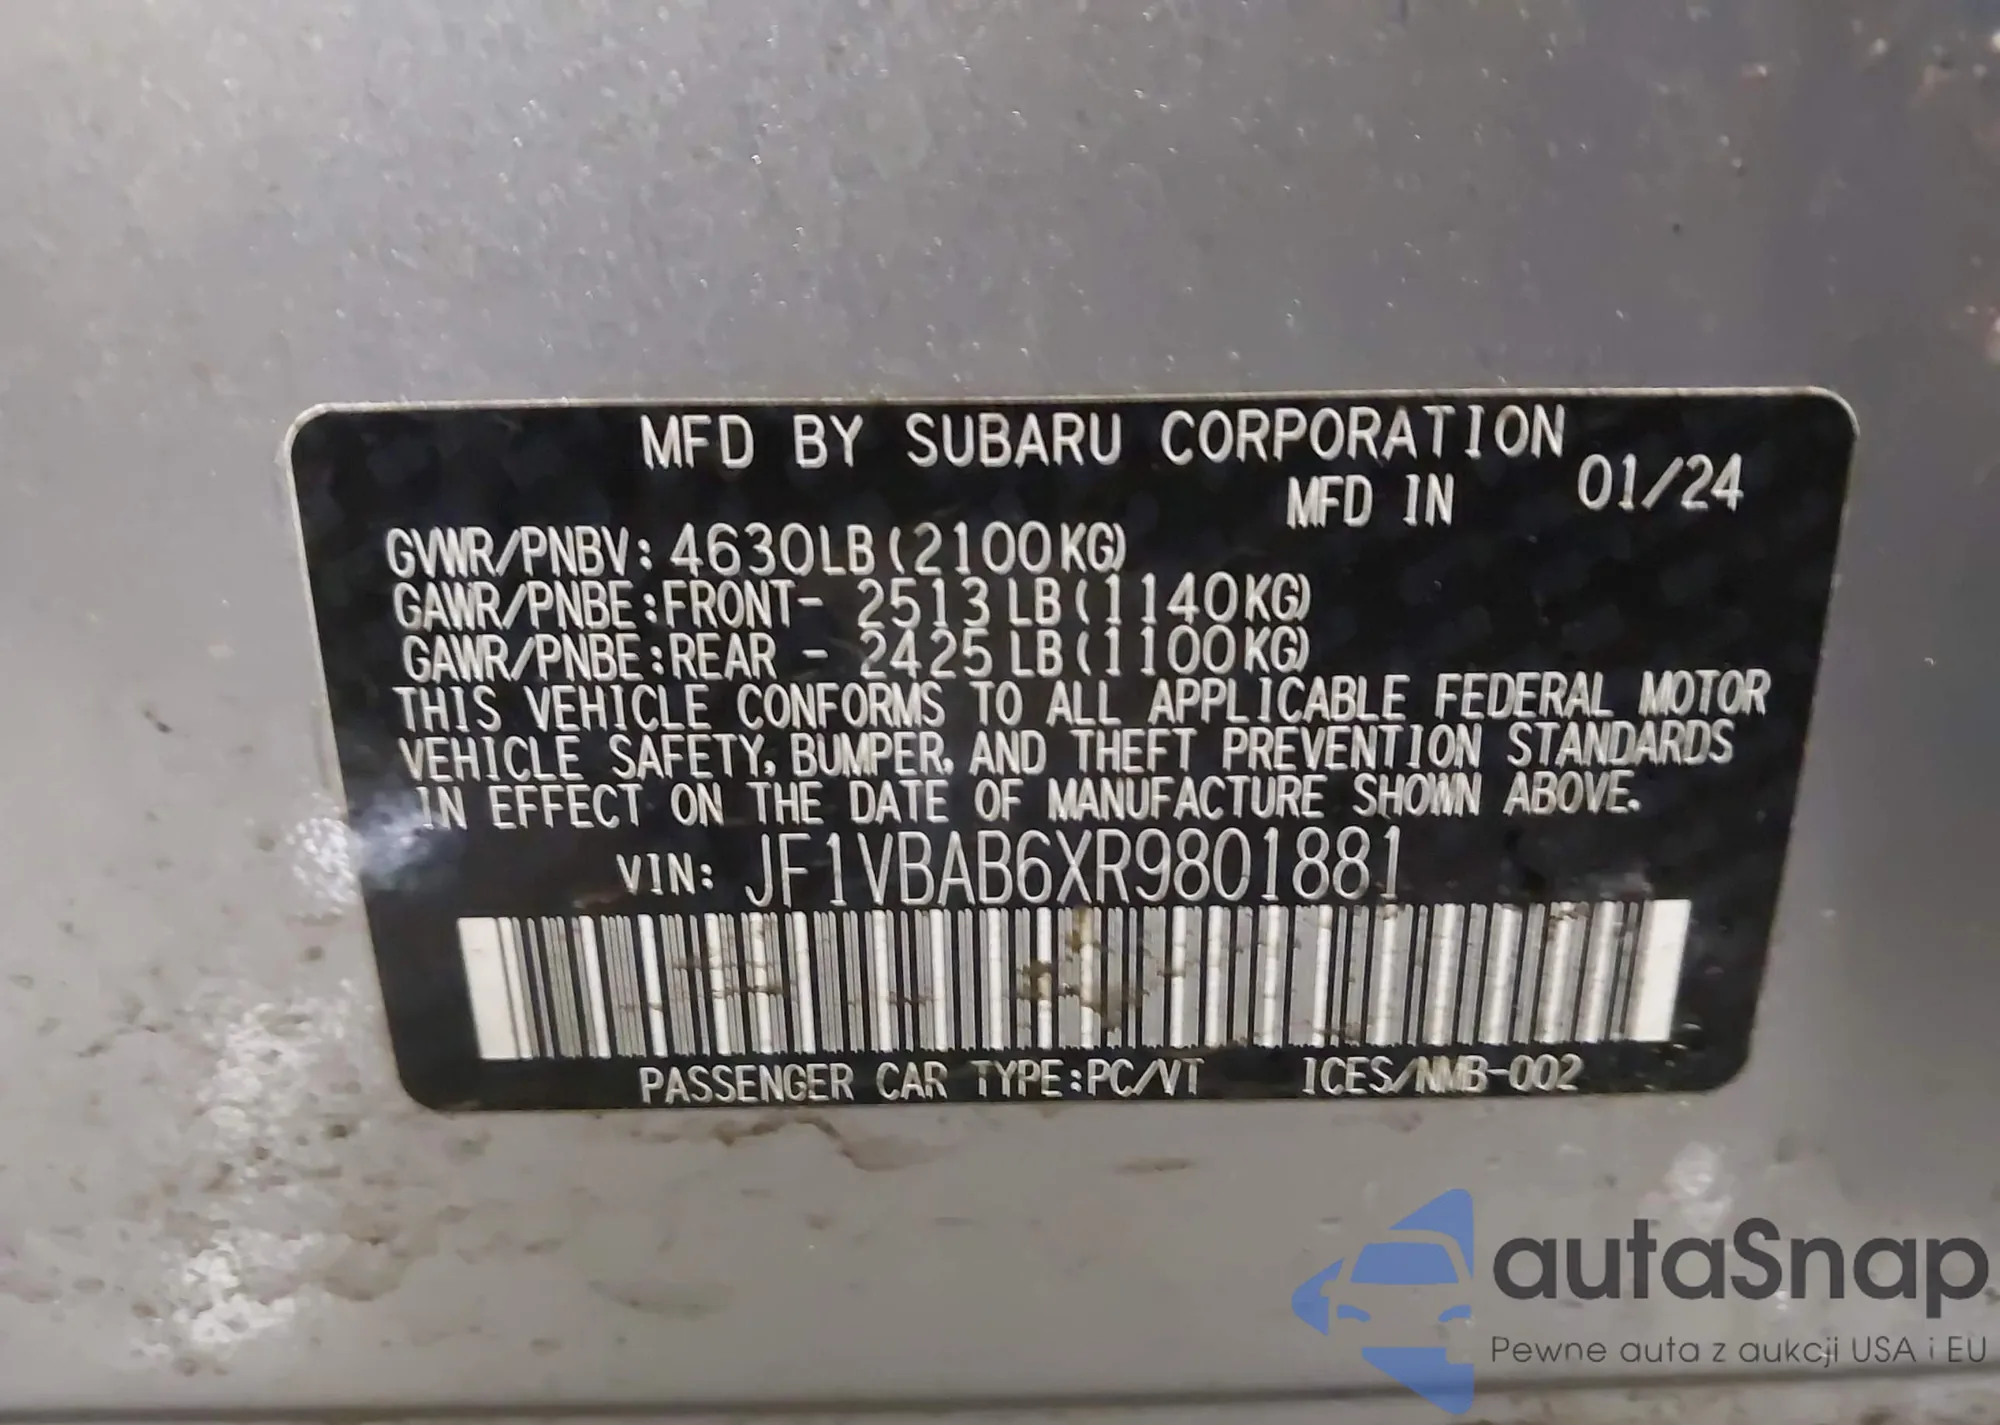 MFD BY SUBARU CORPORATION
MFD IN 01/24
GVWR/PNBV: 4630LB (2100KG)
GAWR/PNBE:FRONT- 2513 LB (1140KG)
GAWR/PNBE:REAR - 2425 LB (1100KG)
THIS VEHICLE CONFORMS TO ALL APPLICABLE FEDERAL MOTOR
VEHICLE SAFETY, BUMPER, AND THEFT PREVENTION STANDARDS
IN EFFECT ON THE DATE OF MANUFACTURE SHOWN ABOVE.
VIN: JF1VBAB6XR9801881
PASSENGER CAR TYPE:PC/VT ICES/NMB-002
autaSnap
Pewne auta z aukcji USA i EU